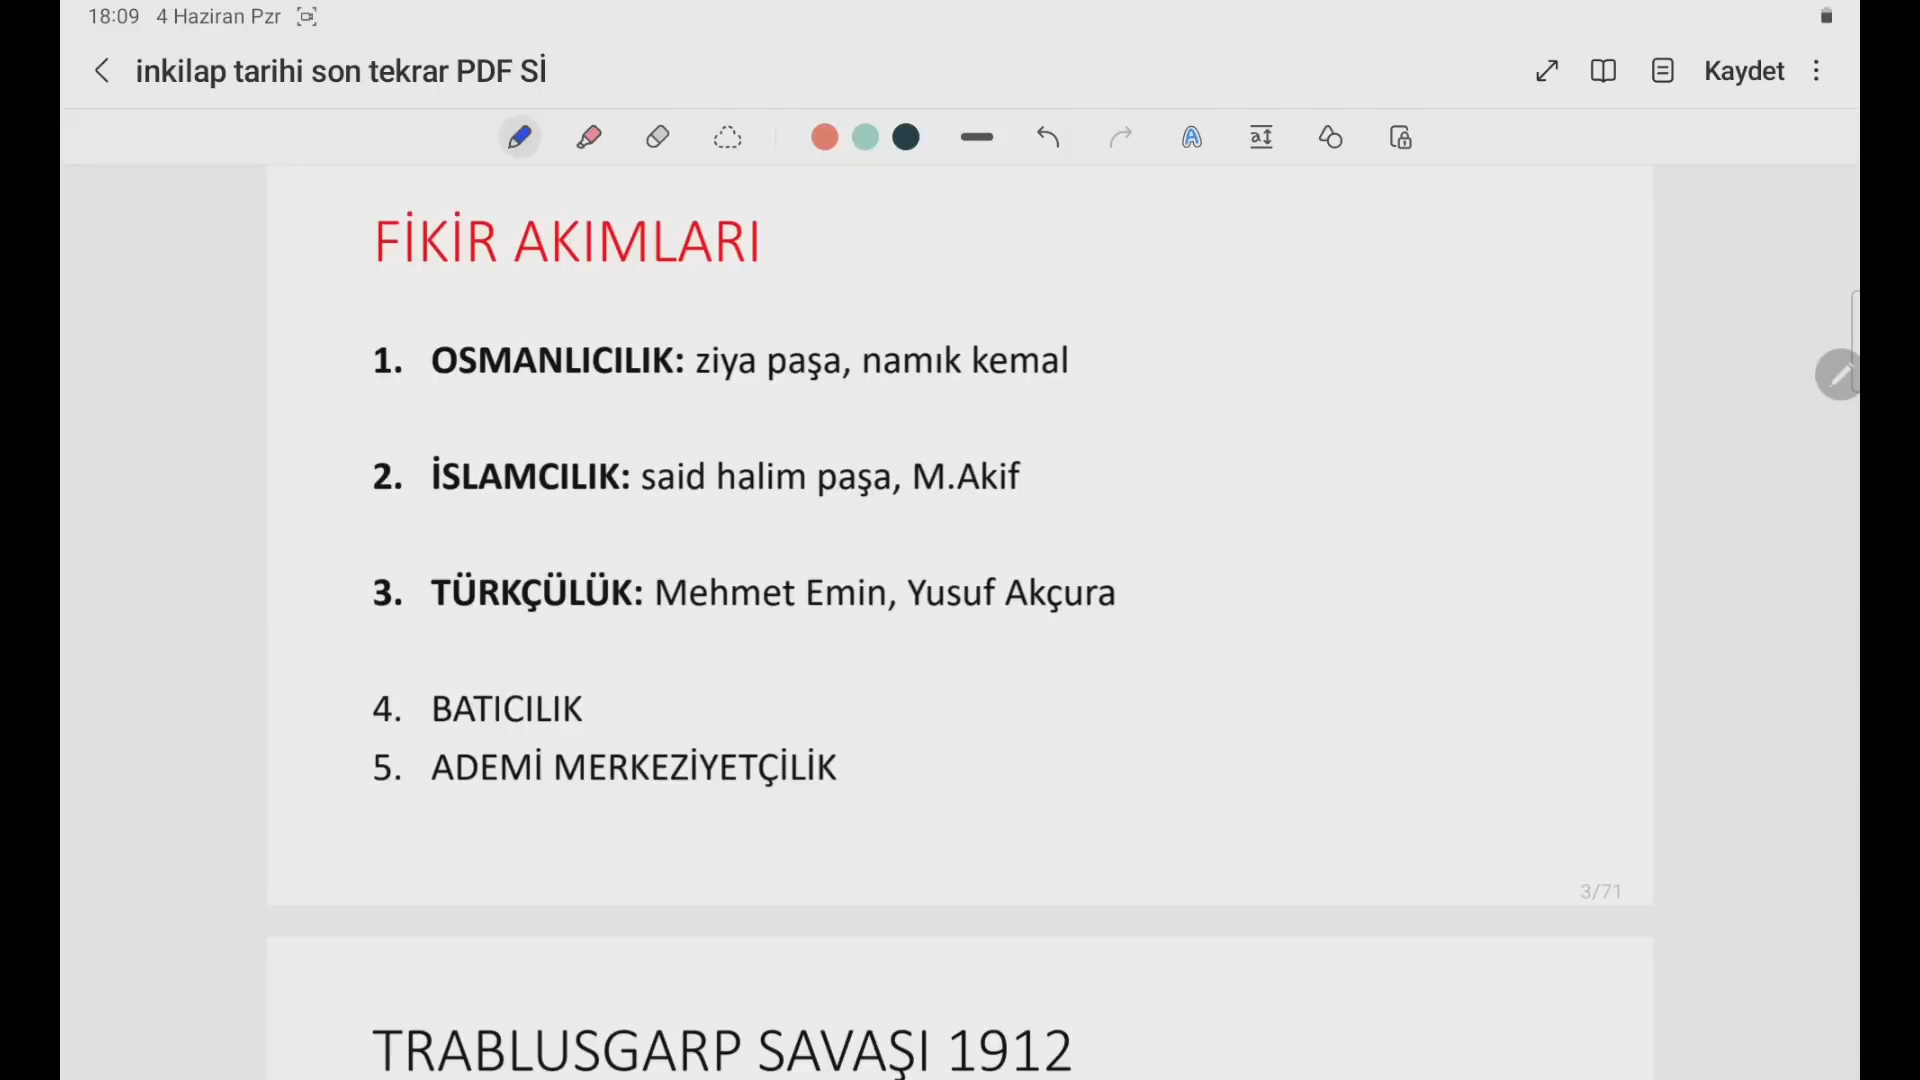 18:09 4 Haziran Pzr
inkilap tarihi son tekrar PDF Sİ
Kaydet
FİKİR AKIMLARI
1. OSMANLICILIK: ziya paşa, namık kemal
2. İSLAMCILIK: said halim paşa, M.Akif
3. TÜRKÇÜLÜK: Mehmet Emin, Yusuf Akçura
4. BATICILIK
5. ADEMİ MERKEZİYETÇİLİK
3/71
TRABLUSGARP SAVAŞI 1912